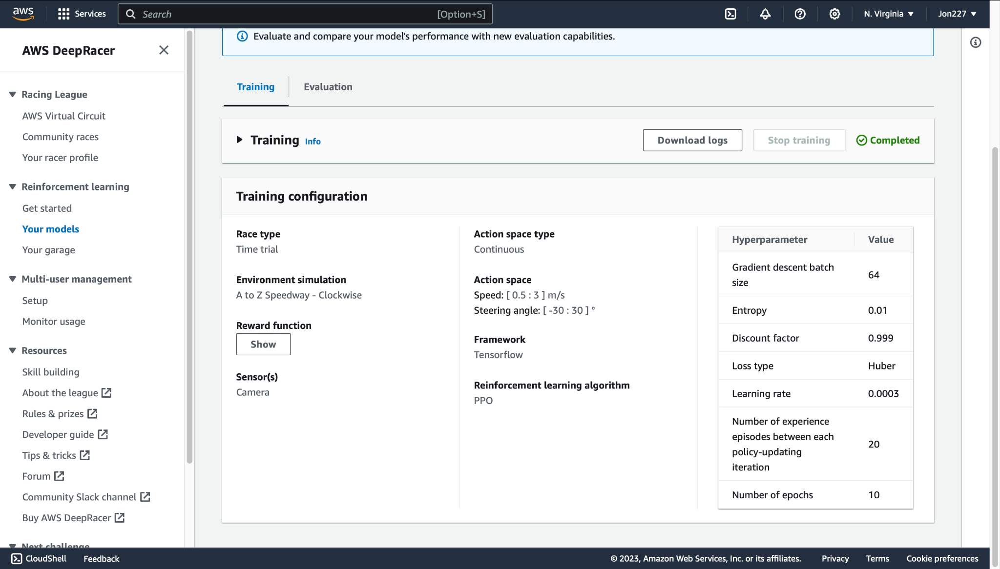 aws
Services
Search
[Option+S]
N. Virginia
Jon227
AWS DeepRacer
Racing League
AWS Virtual Circuit
Community races
Your racer profile
Reinforcement learning
Get started
Your models
Your garage
Multi-user management
Setup
Monitor usage
Resources
Skill building
About the league
Rules & prizes
Developer guide
Tips & tricks
Forum
Community Slack channel
Buy AWS DeepRacer
Next challenge
Evaluate and compare your model's performance with new evaluation capabilities.
Training
Evaluation
Training Info
Download logs
Stop training
Completed
Training configuration
Race type
Time trial
Environment simulation
A to Z Speedway - Clockwise
Reward function
Show
Sensor(s)
Camera
Action space type
Continuous
Action space
Speed: [ 0.5 : 3 ] m/s
Steering angle: [ -30 : 30 ] °
Framework
Tensorflow
Reinforcement learning algorithm
PPO
Hyperparameter Value
Gradient descent batch
size
64
Entropy 0.01
Discount factor 0.999
Loss type Huber
Learning rate 0.0003
Number of experience
episodes between each
policy-updating
iteration
20
Number of epochs 10
CloudShell
Feedback
© 2023, Amazon Web Services, Inc. or its affiliates.
Privacy
Terms
Cookie preferences